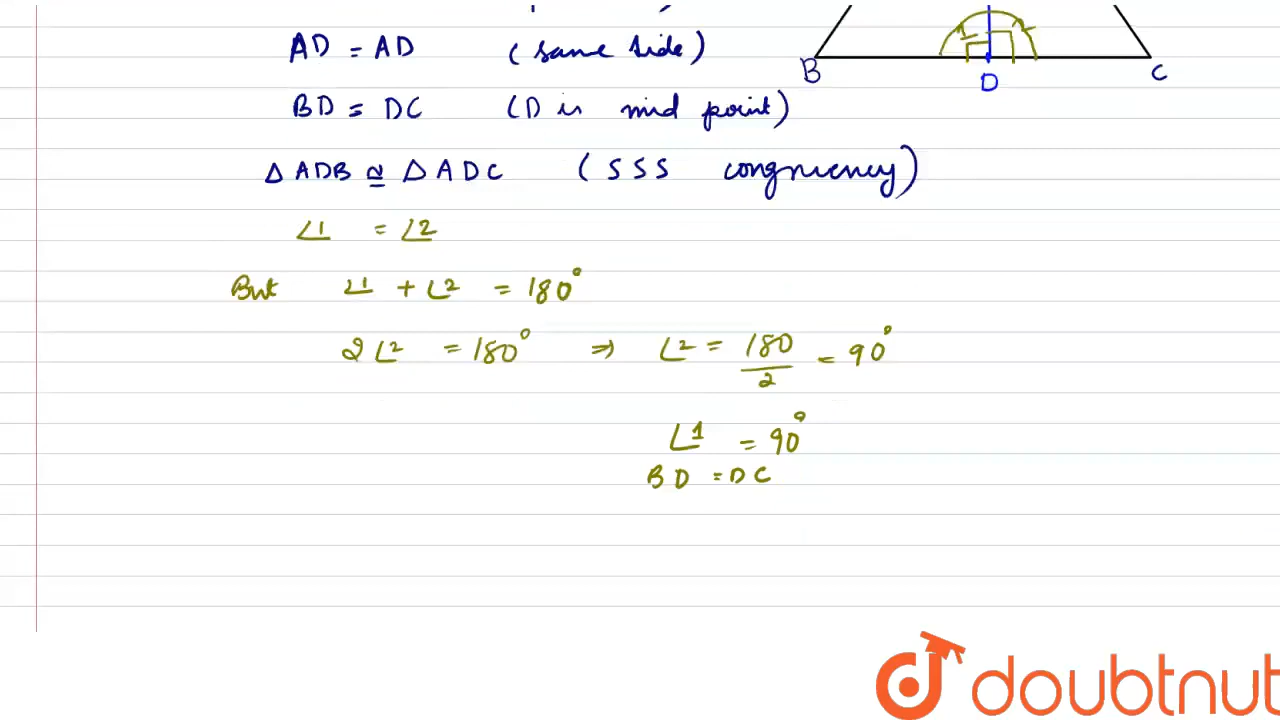 AD = AD (same side)
B
C
D
1
BD = DC (D is mid point)
Δ ADB ≅ Δ ADC (SSS congruency)
∠1 = ∠2
But ∠1 + ∠2 = 180°
2∠2 = 180° ⇒ ∠2 = 180/2 = 90°
∠1 = 90°
BD = DC
doubtnut